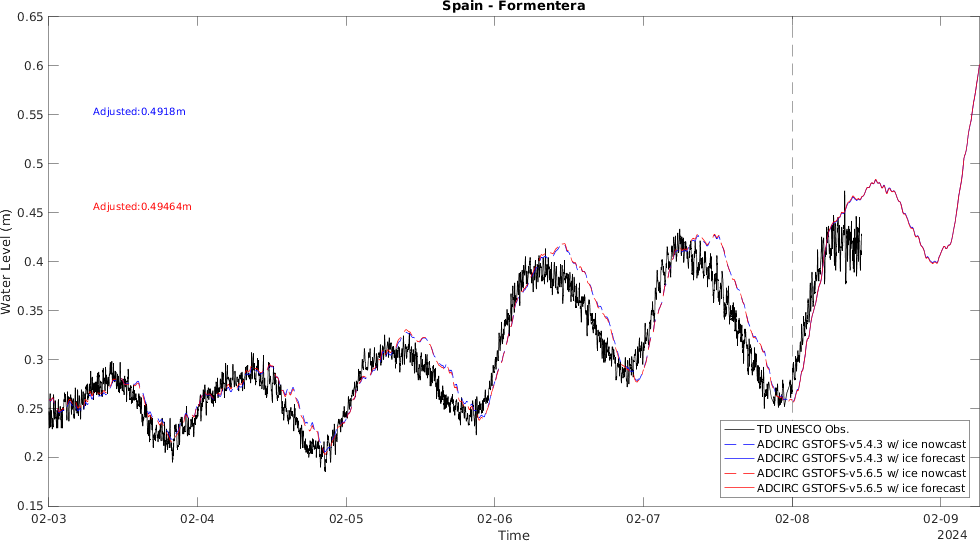 Spain - Formentera
0.65
0.6
0.55
0.5
0.45
0.4
0.35
0.3
0.25
0.2
0.15
Water Level (m)
Adjusted:0.4918m
Adjusted:0.49464m
TD UNESCO Obs.
ADCIRC GSTOFS-v5.4.3 w/ ice nowcast
ADCIRC GSTOFS-v5.4.3 w/ ice forecast
ADCIRC GSTOFS-v5.6.5 w/ ice nowcast
ADCIRC GSTOFS-v5.6.5 w/ ice forecast
02-03 02-04 02-05 02-06 02-07 02-08 02-09
Time
2024